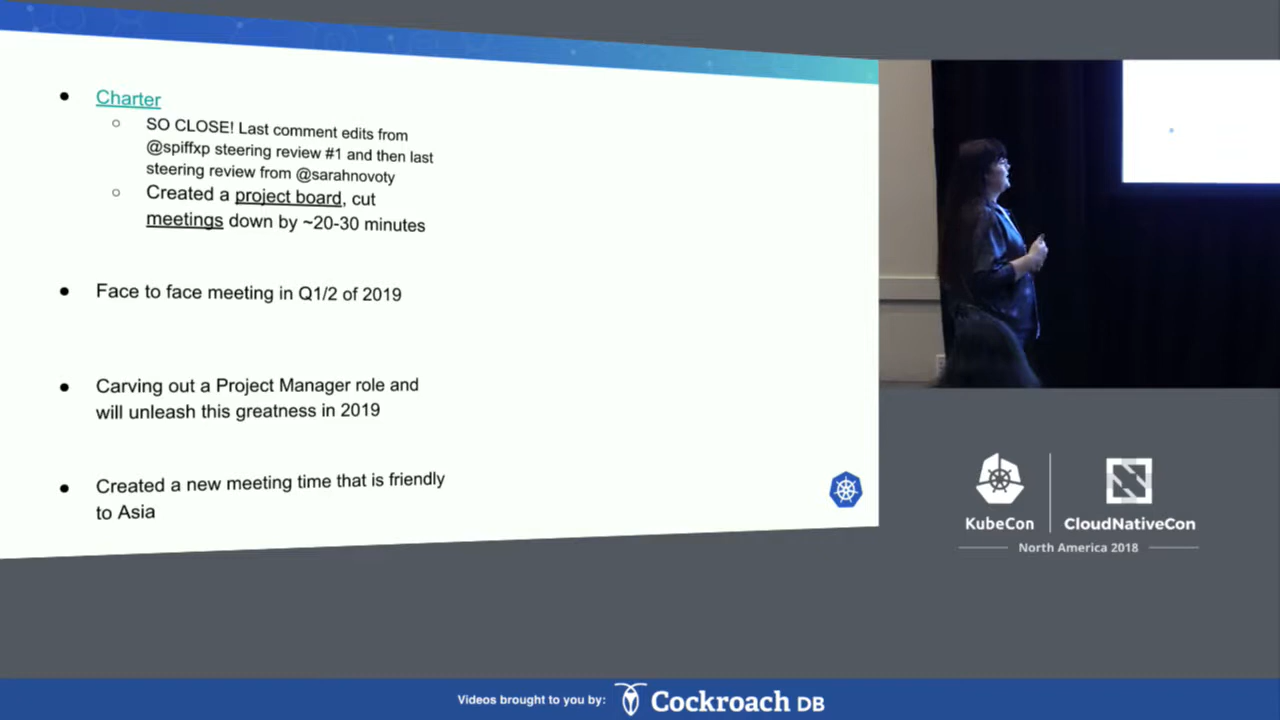 Charter
SO CLOSE! Last comment edits from
@spiffxp steering review #1 and then last
steering review from @sarahnovoty
Created a project board, cut
meetings down by ~20-30 minutes
Face to face meeting in Q1/2 of 2019
Carving out a Project Manager role and
will unleash this greatness in 2019
Created a new meeting time that is friendly
to Asia
KubeCon
CloudNativeCon
North America 2018
Videos brought to you by:
Cockroach DB